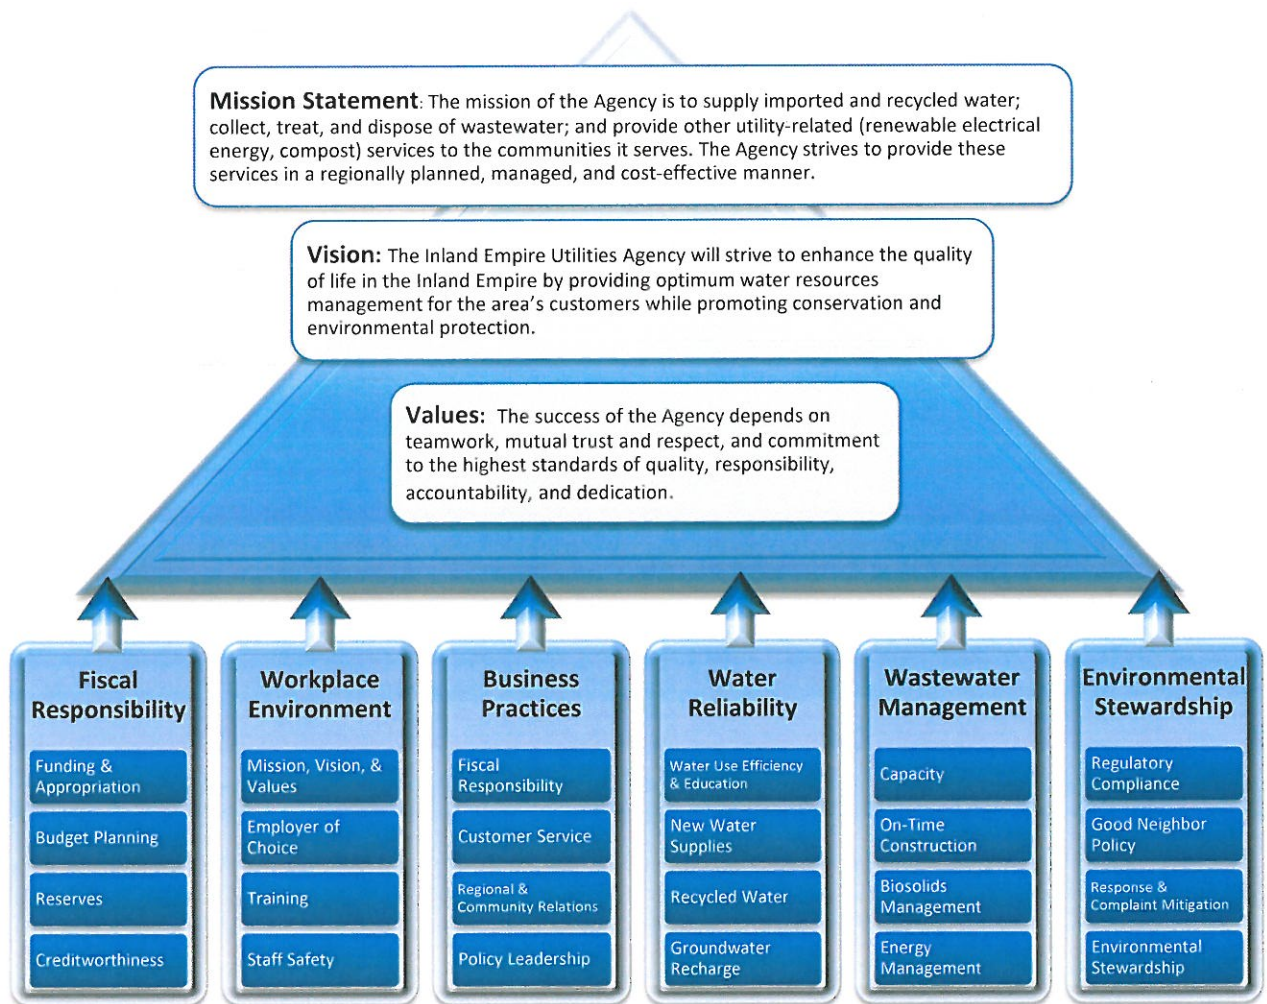 Mission Statement: The mission of the Agency is to supply imported and recycled water;
collect, treat, and dispose of wastewater; and provide other utility-related (renewable electrical
energy, compost) services to the communities it serves. The Agency strives to provide these
services in a regionally planned, managed, and cost-effective manner.
Vision: The Inland Empire Utilities Agency will strive to enhance the quality
of life in the Inland Empire by providing optimum water resources
management for the area's customers while promoting conservation and
environmental protection.
Values: The success of the Agency depends on
teamwork, mutual trust and respect, and commitment
to the highest standards of quality, responsibility,
accountability, and dedication.
Fiscal
Responsibility
Funding &
Appropriation
Budget Planning
Reserves
Creditworthiness
Workplace
Environment
Mission, Vision, &
Values
Employer of
Choice
Training
Staff Safety
Business
Practices
Fiscal
Responsibility
Customer Service
Regional &
Community Relations
Policy Leadership
Water
Reliability
Water Use Efficiency
& Education
New Water
Supplies
Recycled Water
Groundwater
Recharge
Wastewater
Management
Capacity
On-Time
Construction
Biosolids
Management
Energy
Management
Environmental
Stewardship
Regulatory
Compliance
Good Neighbor
Policy
Response &
Complaint Mitigation
Environmental
Stewardship